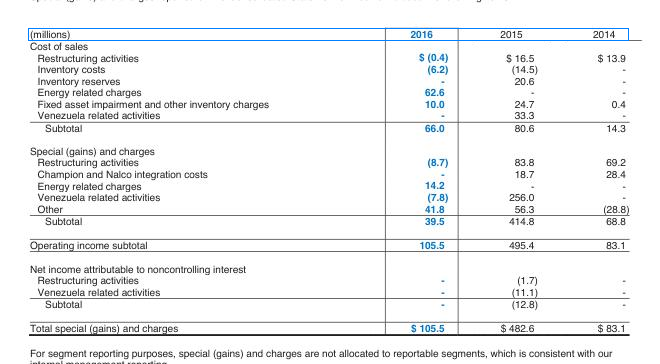 (millions) 2016 2015 2014
Cost of sales
Restructuring activities $ (0.4) $ 16.5 $ 13.9
Inventory costs (6.2) (14.5) -
Inventory reserves - 20.6 -
Energy related charges 62.6 - -
Fixed asset impairment and other inventory charges 10.0 24.7 0.4
Venezuela related activities - 33.3 -
Subtotal 66.0 80.6 14.3
Special (gains) and charges
Restructuring activities (8.7) 83.8 69.2
Champion and Nalco integration costs - 18.7 28.4
Energy related charges 14.2 - -
Venezuela related activities (7.8) 256.0 -
Other 41.8 56.3 (28.8)
Subtotal 39.5 414.8 68.8
Operating income subtotal 105.5 495.4 83.1
Net income attributable to noncontrolling interest
Restructuring activities - (1.7) -
Venezuela related activities - (11.1) -
Subtotal - (12.8) -
Total special (gains) and charges $ 105.5 $ 482.6 $ 83.1
For segment reporting purposes, special (gains) and charges are not allocated to reportable segments, which is consistent with our